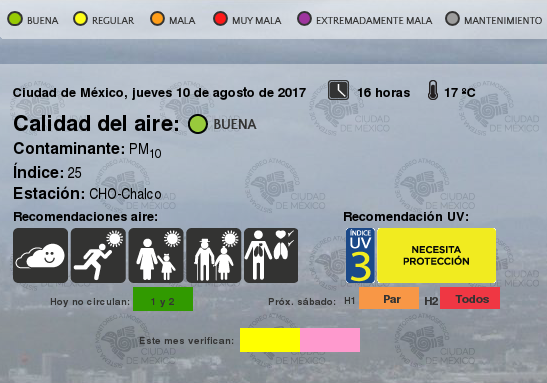 BUENA REGULAR MALA MUY MALA EXTREMADAMENTE MALA MANTENIMIENTO
Ciudad de México, jueves 10 de agosto de 2017 16 horas 17 ºC
Calidad del aire: BUENA
Contaminante: PM10
Índice: 25
Estación: CHO-Chalco
Recomendaciones aire: Recomendación UV:
ÍNDICE
UV
3
NECESITA
PROTECCIÓN
Hoy no circulan: 1 y 2 Próx. sábado: H1 Par H2 Todos
Este mes verifican:
CIUDAD
DE MÉXICO